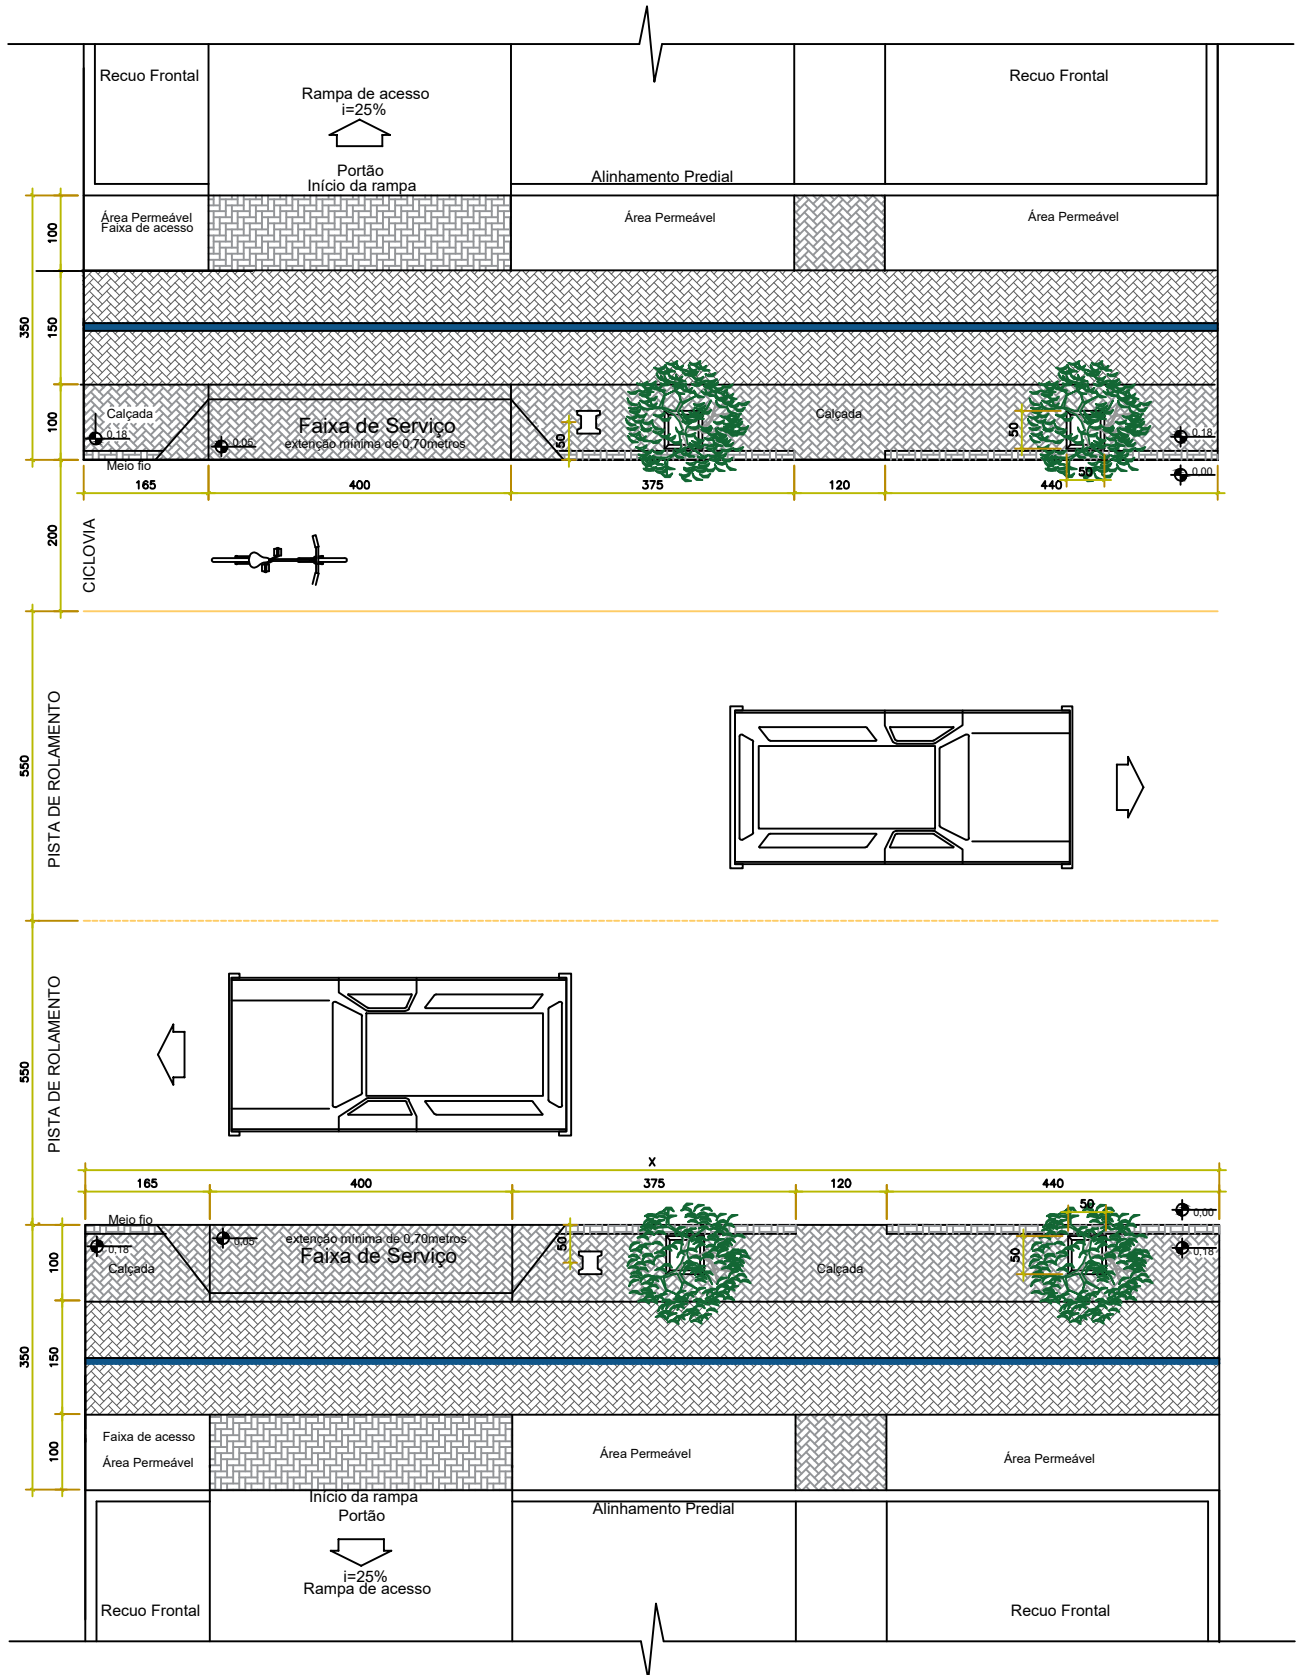 Recuo Frontal
Rampa de acesso
i=25%
Recuo Frontal
Portão
Início da rampa
Alinhamento Predial
Área Permeável
Faixa de acesso
Área Permeável
Área Permeável
100
350
150
100
Calçada
0.18
0.05
Faixa de Serviço
extenção mínima de 0,70metros
50
Calçada
50
0.18
Meio fio
0.00
50
165
400
375
120
440
200
CICLOVIA
550
PISTA DE ROLAMENTO
550
PISTA DE ROLAMENTO
X
165
400
375
120
440
Meio fio
50
0,00
0,18
0.05
extenção mínima de 0,70metros
Faixa de Serviço
50
50
0,18
Calçada
Calçada
100
350
150
100
Faixa de acesso
Área Permeável
Área Permeável
Área Permeável
Início da rampa
Portão
Alinhamento Predial
i=25%
Rampa de acesso
Recuo Frontal
Recuo Frontal